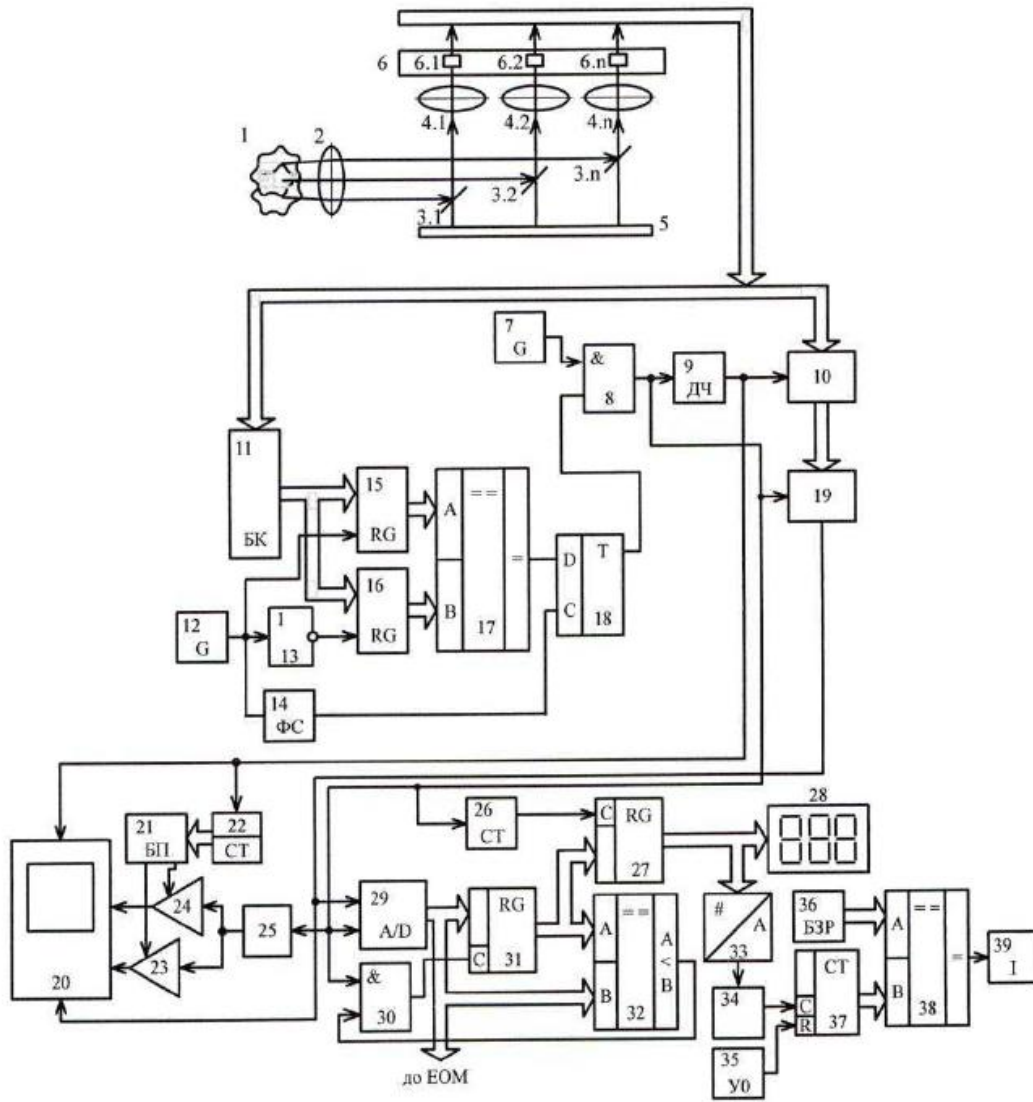 6
6.1
6.2
6.n
4.1
4.2
4.n
1
2
3.1
3.2
3.n
5
7
G
&
8
9
ДЧ
10
11
БК
15
RG
A
==
=
B
17
16
RG
D
T
C
18
19
12
G
1
13
14
ФС
20
21
БП
22
СТ
24
23
25
26
СТ
C
RG
27
28
29
A/D
&
30
RG
C
31
A
==
A
<
B
B
32
#
A
33
34
35
У0
36
БЗР
СТ
C
R
37
A
==
=
B
38
39
I
до ЕОМ